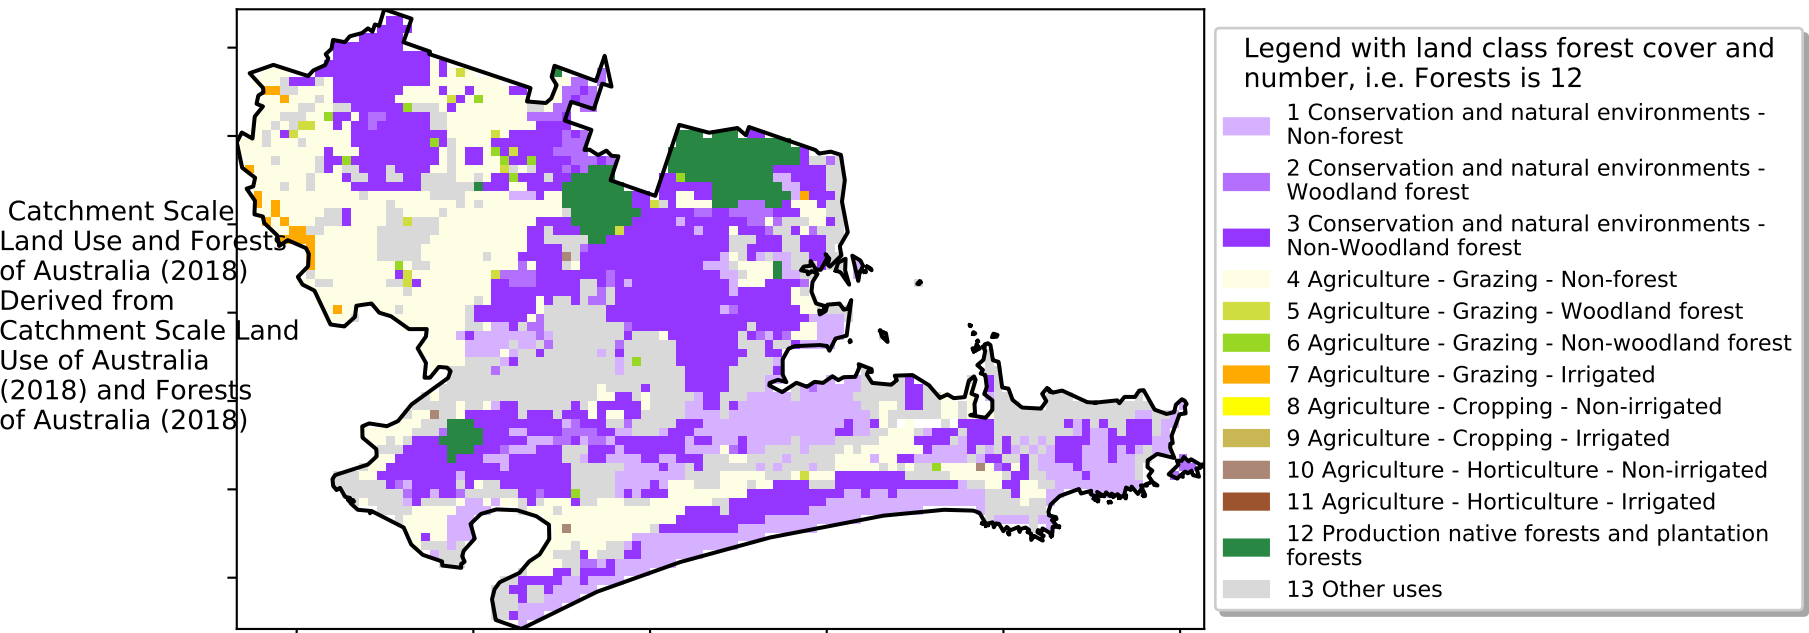 Catchment Scale
Land Use and Forests
of Australia (2018)
Derived from
Catchment Scale Land
Use of Australia
(2018) and Forests
of Australia (2018)
Legend with land class forest cover and
number, i.e. Forests is 12
1 Conservation and natural environments -
Non-forest
2 Conservation and natural environments -
Woodland forest
3 Conservation and natural environments -
Non-Woodland forest
4 Agriculture - Grazing - Non-forest
5 Agriculture - Grazing - Woodland forest
6 Agriculture - Grazing - Non-woodland forest
7 Agriculture - Grazing - Irrigated
8 Agriculture - Cropping - Non-irrigated
9 Agriculture - Cropping - Irrigated
10 Agriculture - Horticulture - Non-irrigated
11 Agriculture - Horticulture - Irrigated
12 Production native forests and plantation
forests
13 Other uses